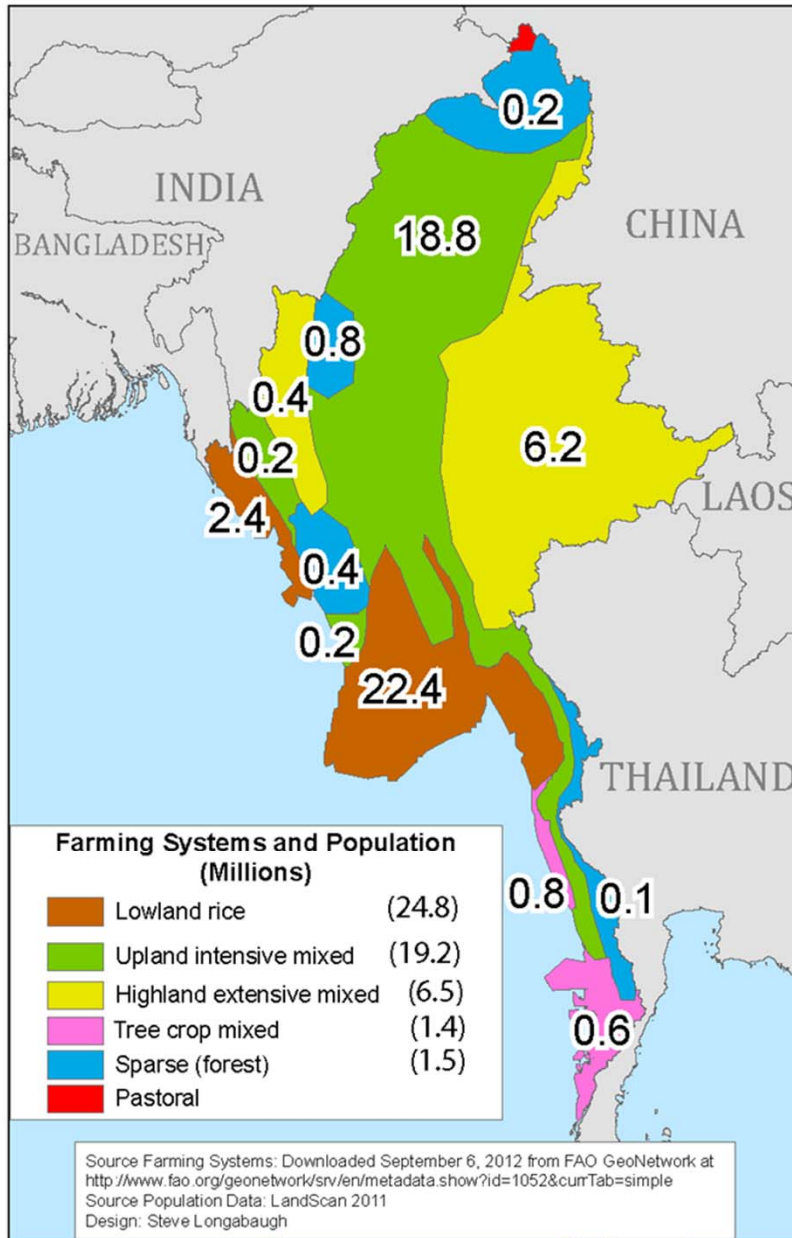 0.2
INDIA
CHINA
18.8
BANGLADESH
0.8
0.4
6.2
0.2
LAOS
2.4
0.4
0.2
22.4
THAILAND
0.8
0.1
0.6
Farming Systems and Population
(Millions)
Lowland rice (24.8)
Upland intensive mixed (19.2)
Highland extensive mixed (6.5)
Tree crop mixed (1.4)
Sparse (forest) (1.5)
Pastoral
Source Farming Systems: Downloaded September 6, 2012 from FAO GeoNetwork at
http://www.fao.org/geonetwork/srv/en/metadata.show?id=1052&currTab=simple
Source Population Data: LandScan 2011
Design: Steve Longabaugh